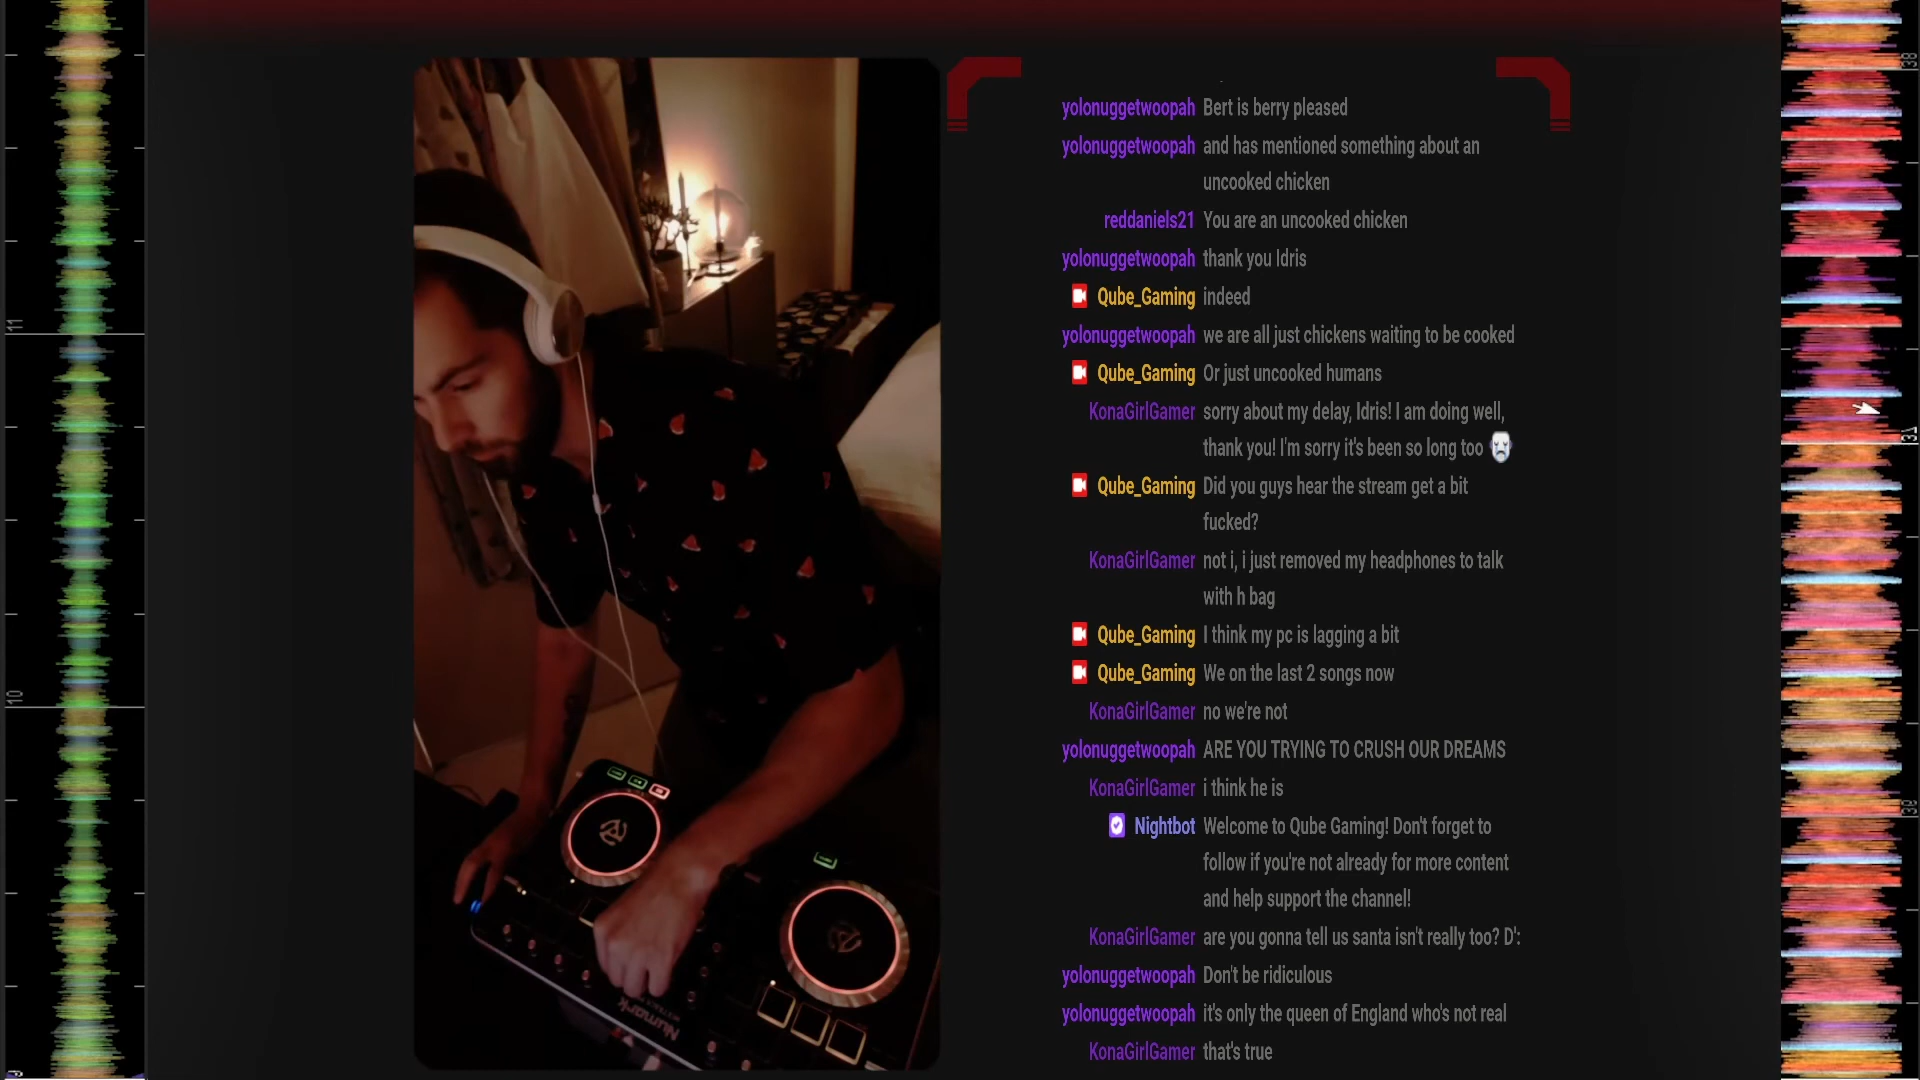 yolonuggetwoopah Bert is berry pleased
yolonuggetwoopah and has mentioned something about an
uncooked chicken
reddaniels21 You are an uncooked chicken
yolonuggetwoopah thank you Idris
Qube_Gaming indeed
yolonuggetwoopah we are all just chickens waiting to be cooked
Qube_Gaming Or just uncooked humans
KonaGirlGamer sorry about my delay, Idris! I am doing well,
thank you! I'm sorry it's been so long too
Qube_Gaming Did you guys hear the stream get a bit
fucked?
KonaGirlGamer not i, i just removed my headphones to talk
with h bag
Qube_Gaming I think my pc is lagging a bit
Qube_Gaming We on the last 2 songs now
KonaGirlGamer no we're not
yolonuggetwoopah ARE YOU TRYING TO CRUSH OUR DREAMS
KonaGirlGamer i think he is
Nightbot Welcome to Qube Gaming! Don't forget to
follow if you're not already for more content
and help support the channel!
KonaGirlGamer are you gonna tell us santa isn't really too? D':
yolonuggetwoopah Don't be ridiculous
yolonuggetwoopah it's only the queen of England who's not real
KonaGirlGamer that's true
11
10
38
37
Numark